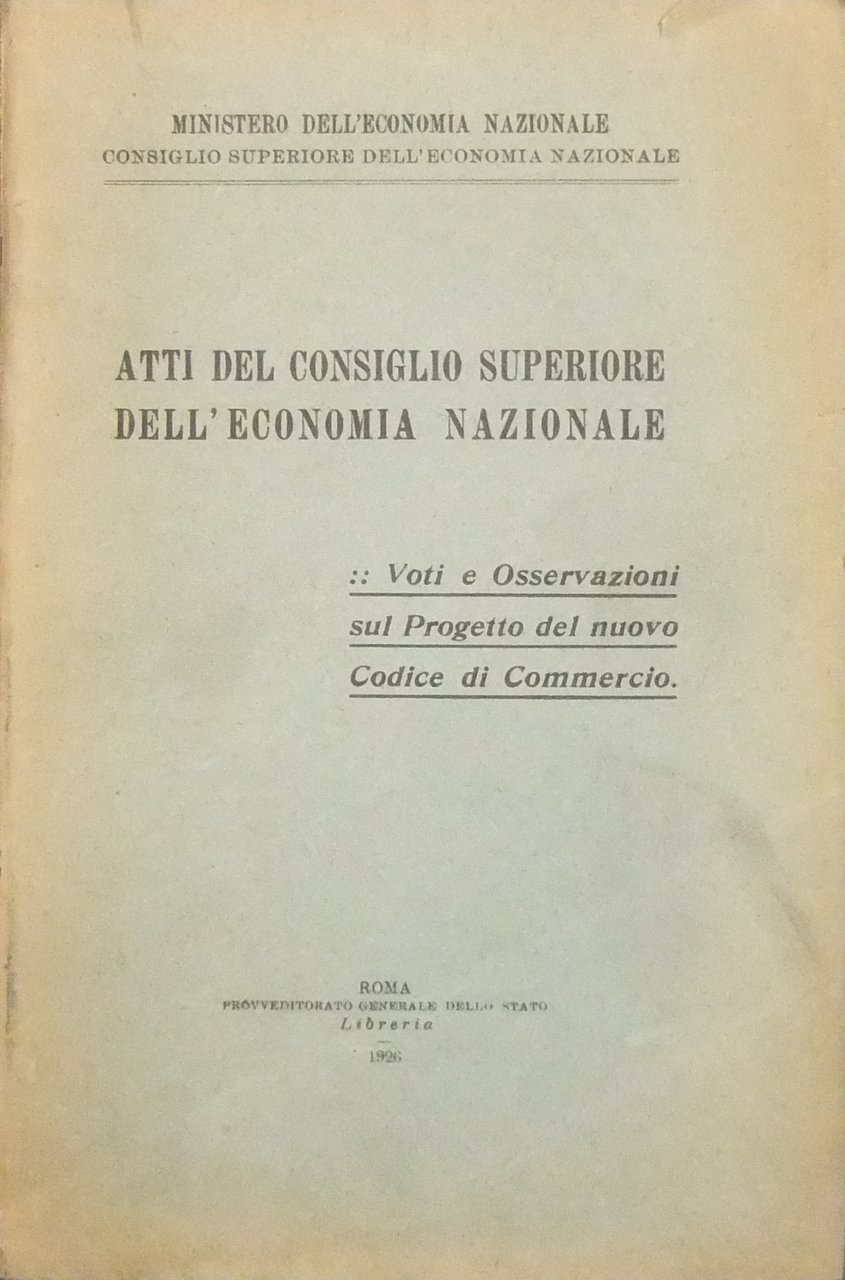 MINISTERO DELL'ECONOMIA NAZIONALE
CONSIGLIO SUPERIORE DELL'ECONOMIA NAZIONALE
ATTI DEL CONSIGLIO SUPERIORE
DELL'ECONOMIA NAZIONALE
:: Voti e Osservazioni
sul Progetto del nuovo
Codice di Commercio.
ROMA
PROVVEDITORATO GENERALE DELLO STATO
Libreria
1926